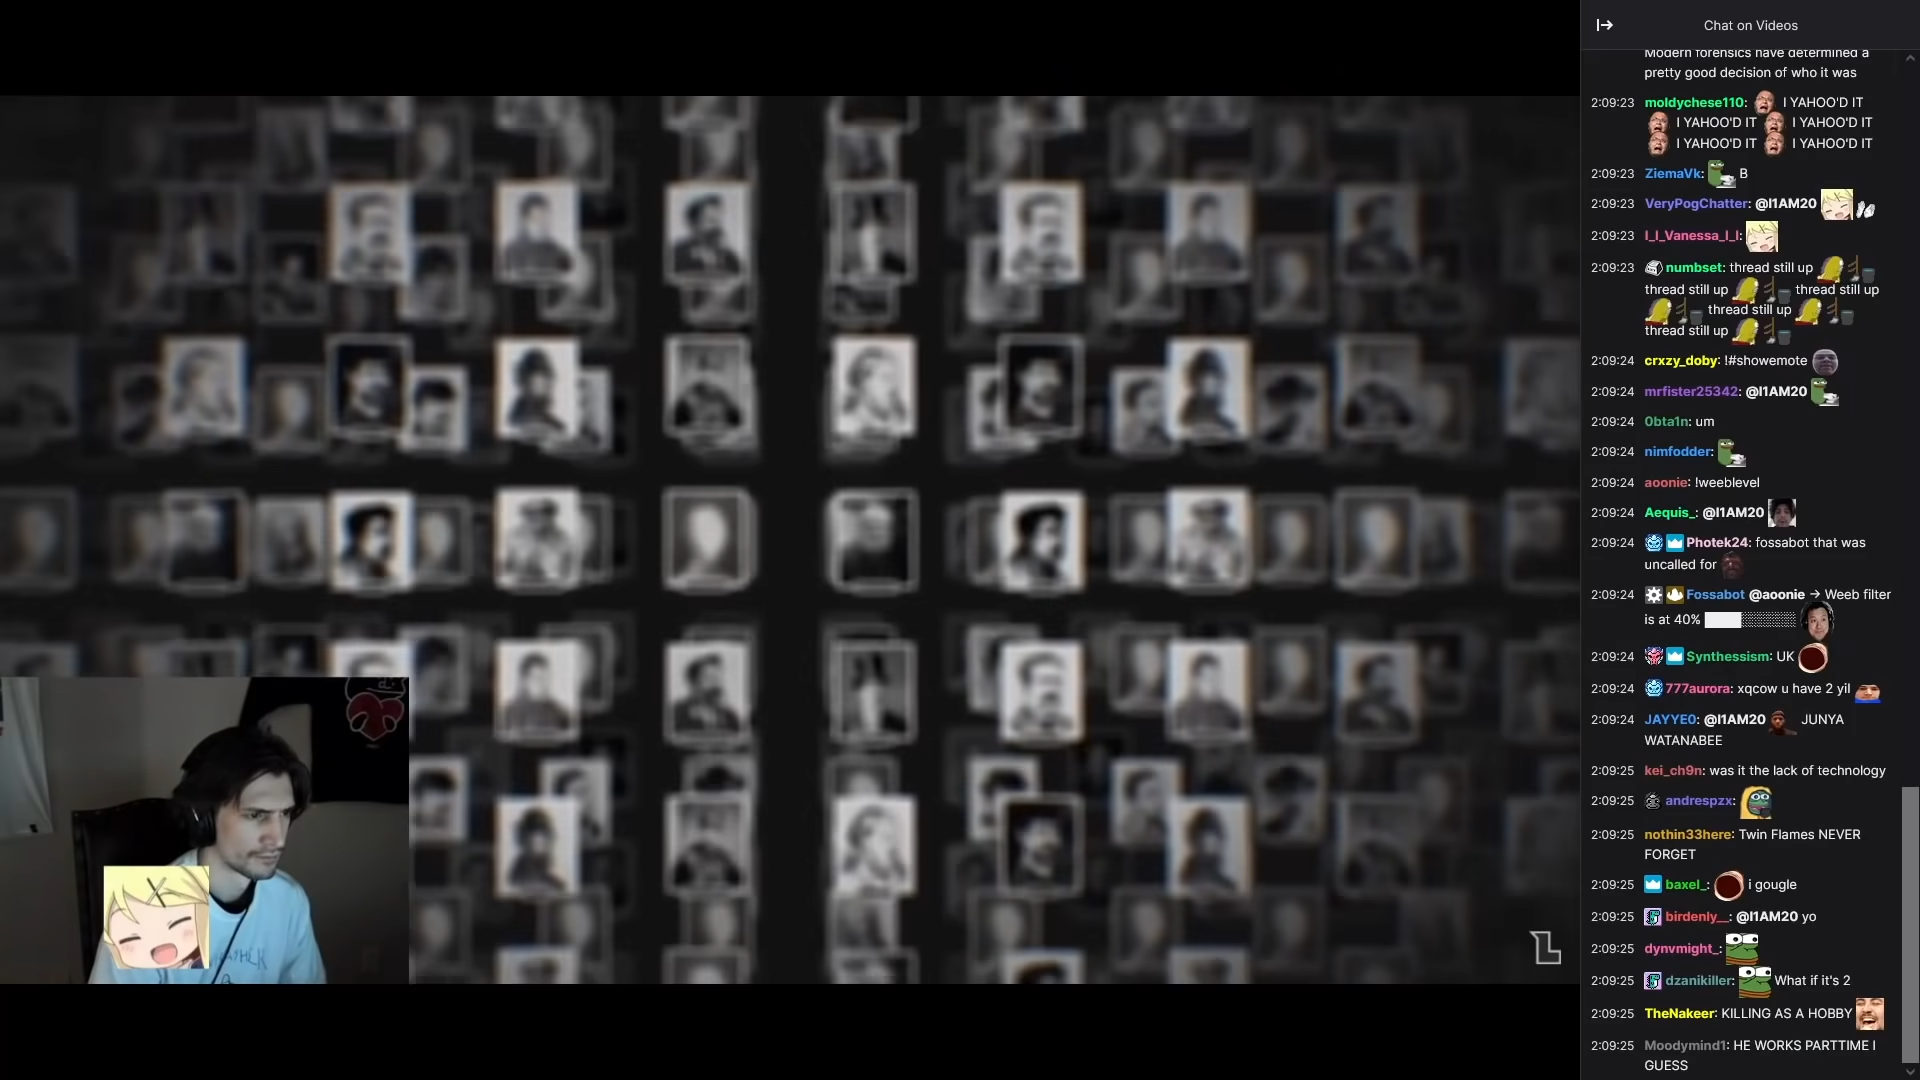 Chat on Videos
Modern forensics have determined a
pretty good decision of who it was
2:09:23 moldychese110: I YAHOO'D IT
I YAHOO'D IT I YAHOO'D IT
I YAHOO'D IT I YAHOO'D IT
2:09:23 ZiemaVk: B
2:09:23 VeryPogChatter: @I1AM20
2:09:23 I_I_Vanessa_I_I:
2:09:23 numbset: thread still up
thread still up thread still up
thread still up
thread still up
2:09:24 crxzy_doby: !#showemote
2:09:24 mrfister25342: @I1AM20
2:09:24 0bta1n: um
2:09:24 nimfodder:
2:09:24 aoonie: !weeblevel
2:09:24 Aequis_: @I1AM20
2:09:24 Photek24: fossabot that was
uncalled for
2:09:24 Fossabot @aoonie → Weeb filter
is at 40%
2:09:24 Synthessism: UK
2:09:24 777aurora: xqcow u have 2 yil
2:09:24 JAYYE0: @I1AM20 JUNYA
WATANABEE
2:09:25 kei_ch9n: was it the lack of technology
2:09:25 andrespzx:
2:09:25 nothin33here: Twin Flames NEVER
FORGET
2:09:25 baxel_: i gougle
2:09:25 birdenly__: @I1AM20 yo
2:09:25 dynvmight_:
2:09:25 dzanikiller: What if it's 2
2:09:25 TheNakeer: KILLING AS A HOBBY
2:09:25 Moodymind1: HE WORKS PARTTIME I
GUESS